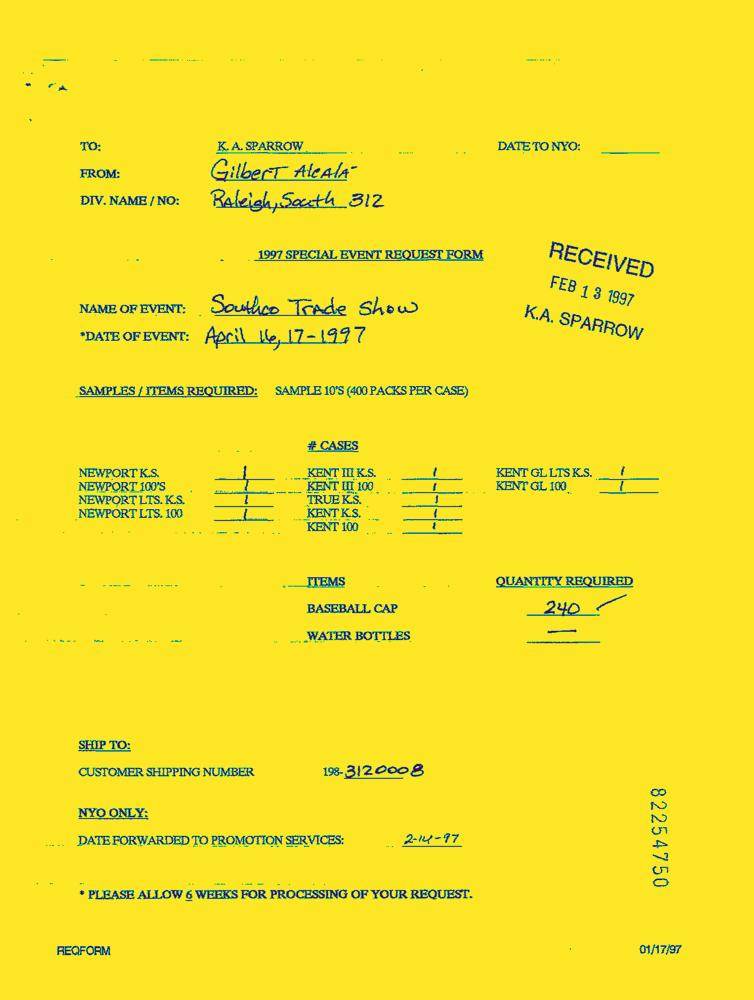 TO: K. A. SPARROW DATE TO NYO:
FROM: Gilbert Alcala
DIV. NAME / NO: Raleigh, South 312
1997 SPECIAL EVENT REQUEST FORM
RECEIVED
FEB 13 1997
K.A. SPARROW
NAME OF EVENT: Southco Trade Show
*DATE OF EVENT: April 16, 17-1997
SAMPLES / ITEMS REQUIRED: SAMPLE 10'S (400 PACKS PER CASE)
# CASES
NEWPORT K.S. 1 KENT III K.S. 1 KENT GL LTS K.S. 1
NEWPORT 100'S 1 KENT III 100 1 KENT GL 100 1
NEWPORT LTS. K.S. 1 TRUE K.S. 1
NEWPORT LTS. 100 1 KENT K.S. 1
KENT 100 1
ITEMS QUANTITY REQUIRED
BASEBALL CAP 240 ✓
WATER BOTTLES —
SHIP TO:
CUSTOMER SHIPPING NUMBER 198-3120008
NYO ONLY:
DATE FORWARDED TO PROMOTION SERVICES: 2-14-97
* PLEASE ALLOW 6 WEEKS FOR PROCESSING OF YOUR REQUEST.
82254750
REQFORM 01/17/97